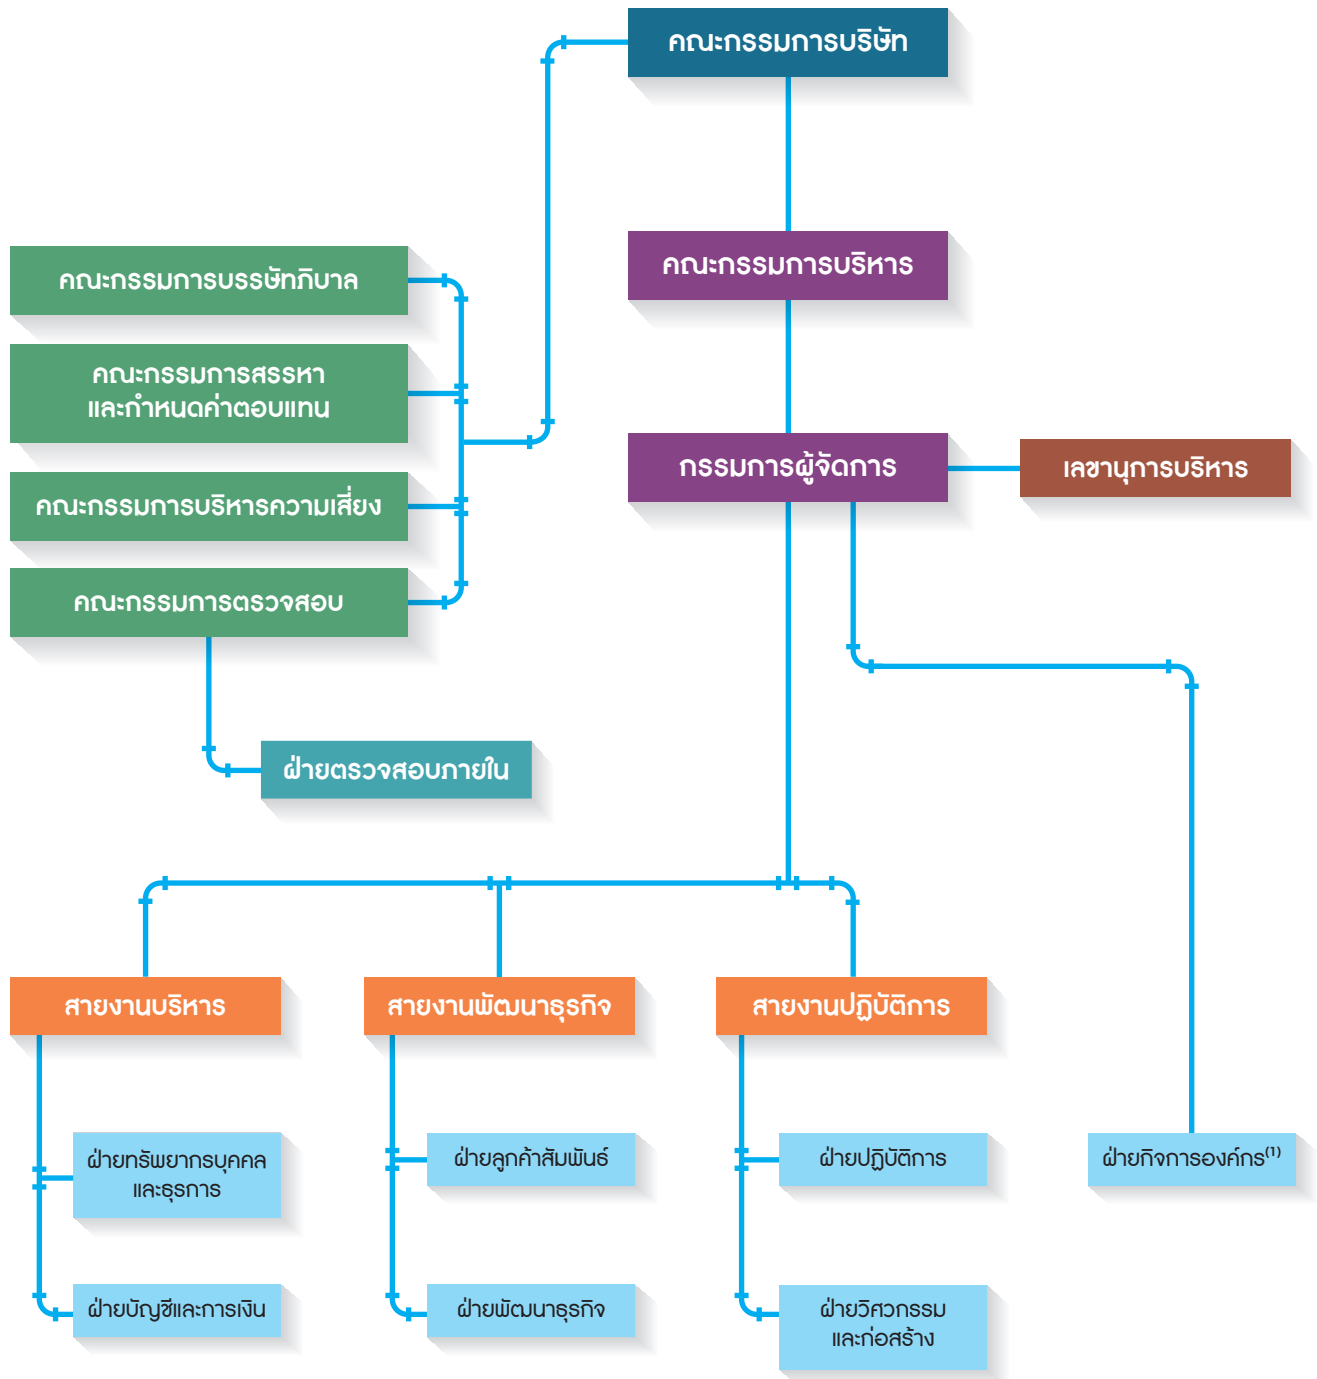 คณะกรรมการบริษัท
คณะกรรมการบริหาร
คณะกรรมการบรรษัทภิบาล
คณะกรรมการสรรหา
และกำหนดค่าตอบแทน
กรรมการผู้จัดการ
เลขานุการบริหาร
คณะกรรมการบริหารความเสี่ยง
คณะกรรมการตรวจสอบ
ฝ่ายตรวจสอบภายใน
สายงานบริหาร
สายงานพัฒนาธุรกิจ
สายงานปฏิบัติการ
ฝ่ายทรัพยากรบุคคล
และธุรการ
ฝ่ายลูกค้าสัมพันธ์
ฝ่ายปฏิบัติการ
ฝ่ายกิจการองค์กร⁽¹⁾
ฝ่ายบัญชีและการเงิน
ฝ่ายพัฒนาธุรกิจ
ฝ่ายวิศวกรรม
และก่อสร้าง